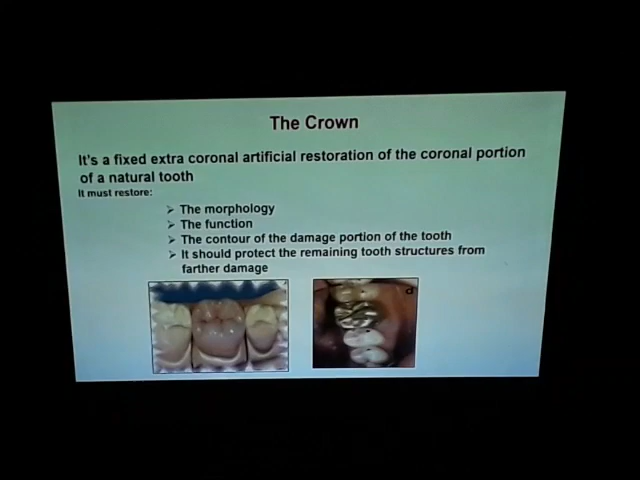 The Crown
It's a fixed extra coronal artificial restoration of the coronal portion
of a natural tooth
It must restore:
➢ The morphology
➢ The function
➢ The contour of the damage portion of the tooth
➢ It should protect the remaining tooth structures from
farther damage